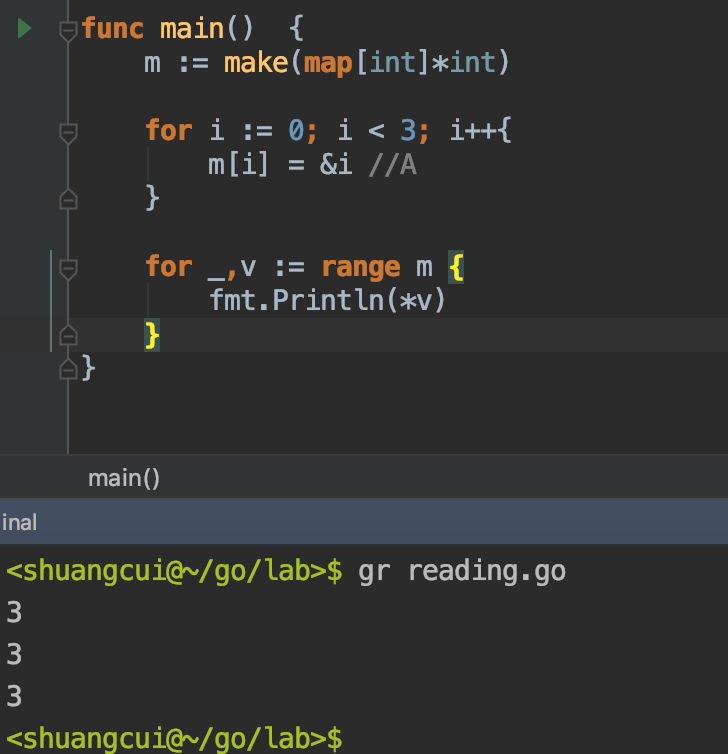 func main()  {
    m := make(map[int]*int)

    for i := 0; i < 3; i++{
        m[i] = &i //A
    }

    for _,v := range m {
        fmt.Println(*v)
    }
}
main()
inal
<shuangcui@~/go/lab>$ gr reading.go
3
3
3
<shuangcui@~/go/lab>$